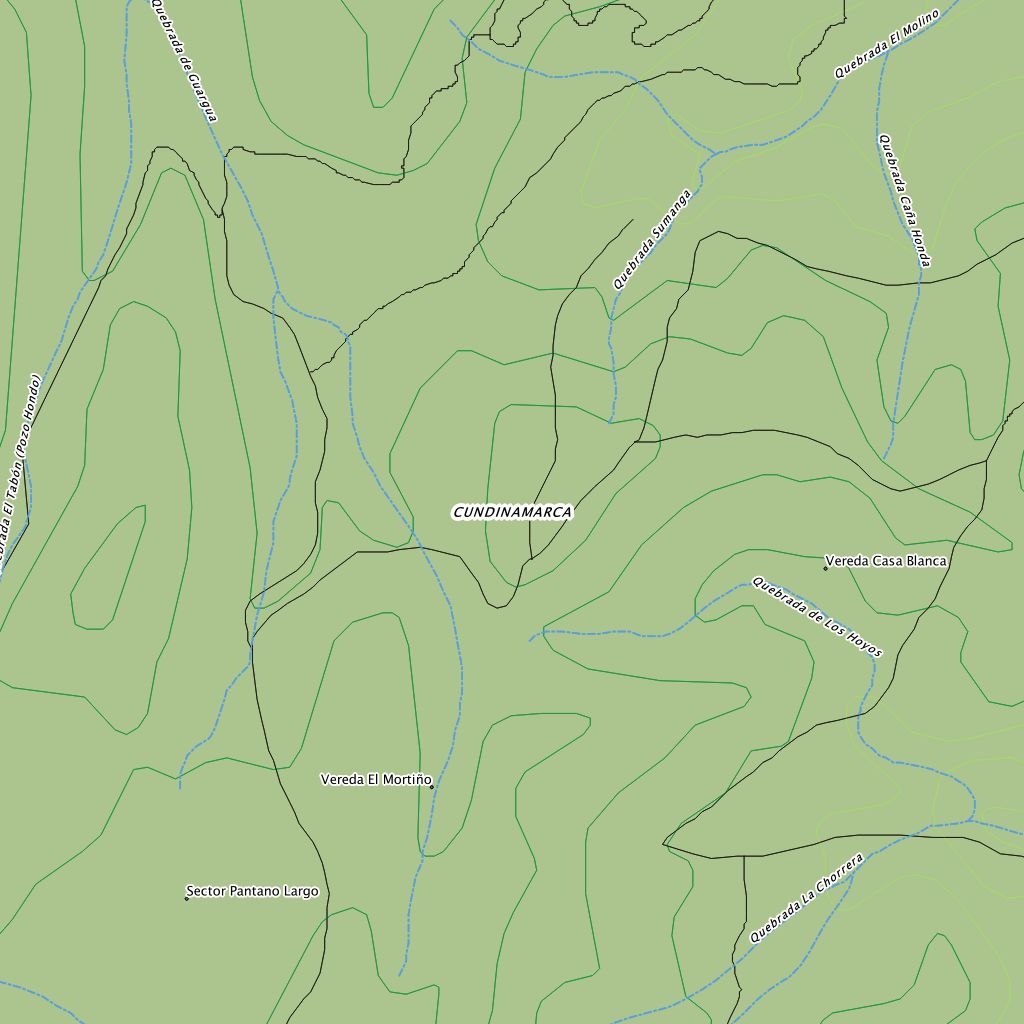 Quebrada de Guargua
Quebrada El Molino
Quebrada Caña Honda
Quebrada Sumanga
Quebrada El Tabón (Pozo Hondo)
CUNDINAMARCA
Vereda Casa Blanca
Quebrada de Los Hoyos
Vereda El Mortiño
Sector Pantano Largo
Quebrada La Chorrera